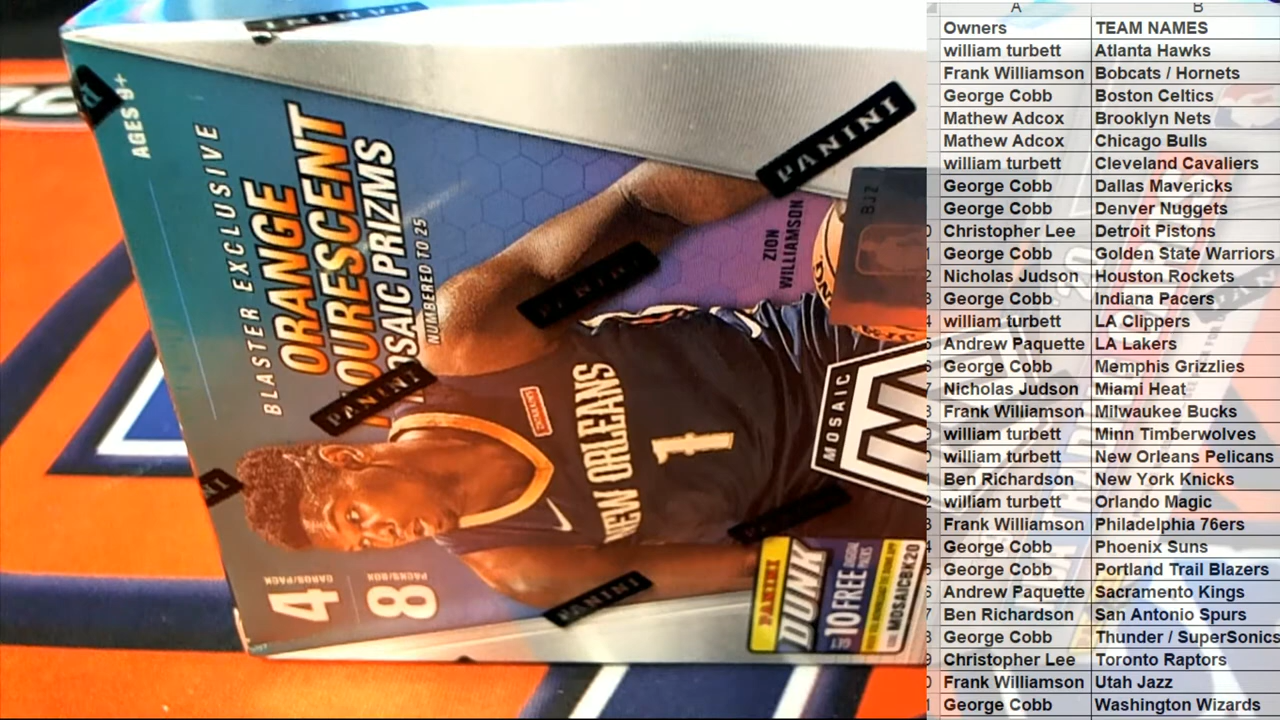 PANINI
AGES 9+
BLASTER EXCLUSIVE
ORANGE
OURESCENT
OSAIC PRIZMS
NUMBERED TO 25
PANINI
PANINI
PANINI
ZION
WILLIAMSON
BJ2
NEW ORLEANS
1
MOSAIC
4
CARDS/PACK
8
PACKS/BOX
PANINI
PANINI
DUNK
10 FREE
MOSAICBK20
A B
Owners TEAM NAMES
william turbett Atlanta Hawks
Frank Williamson Bobcats / Hornets
George Cobb Boston Celtics
Mathew Adcox Brooklyn Nets
Mathew Adcox Chicago Bulls
william turbett Cleveland Cavaliers
George Cobb Dallas Mavericks
George Cobb Denver Nuggets
Christopher Lee Detroit Pistons
George Cobb Golden State Warriors
Nicholas Judson Houston Rockets
George Cobb Indiana Pacers
william turbett LA Clippers
Andrew Paquette LA Lakers
George Cobb Memphis Grizzlies
Nicholas Judson Miami Heat
Frank Williamson Milwaukee Bucks
william turbett Minn Timberwolves
william turbett New Orleans Pelicans
Ben Richardson New York Knicks
william turbett Orlando Magic
Frank Williamson Philadelphia 76ers
George Cobb Phoenix Suns
George Cobb Portland Trail Blazers
Andrew Paquette Sacramento Kings
Ben Richardson San Antonio Spurs
George Cobb Thunder / SuperSonics
Christopher Lee Toronto Raptors
Frank Williamson Utah Jazz
George Cobb Washington Wizards